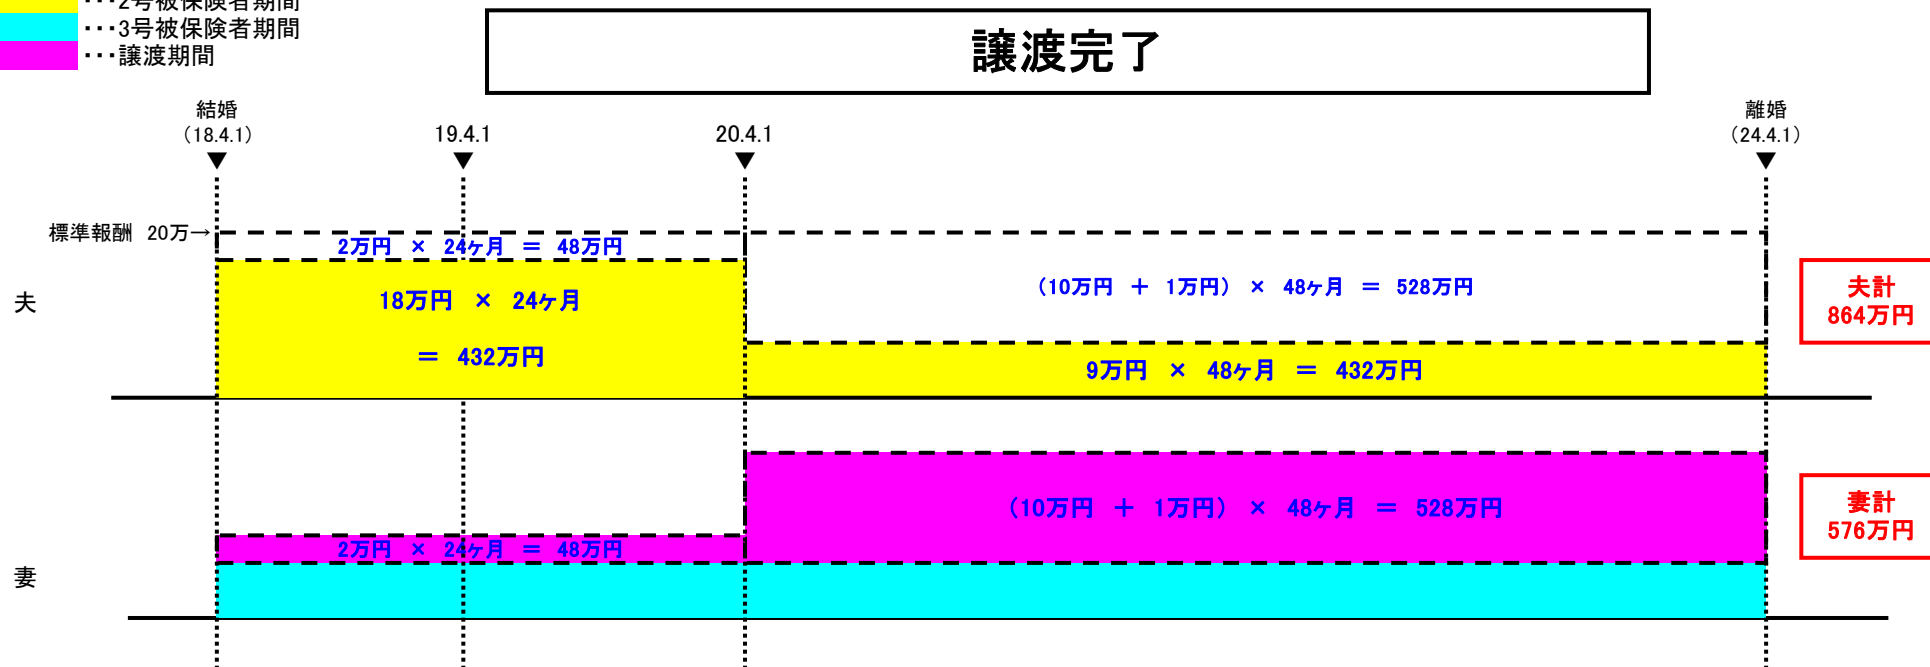 ･･･2号被保険者期間
･･･3号被保険者期間
･･･譲渡期間
譲渡完了
結婚
（18.4.1）
19.4.1
20.4.1
離婚
（24.4.1）
標準報酬 20万→
2万円 × 24ヶ月 ＝ 48万円
18万円 × 24ヶ月
＝ 432万円
（10万円 ＋ 1万円） × 48ヶ月 ＝ 528万円
9万円 × 48ヶ月 ＝ 432万円
夫
夫計
864万円
（10万円 ＋ 1万円） × 48ヶ月 ＝ 528万円
2万円 × 24ヶ月 ＝ 48万円
妻
妻計
576万円